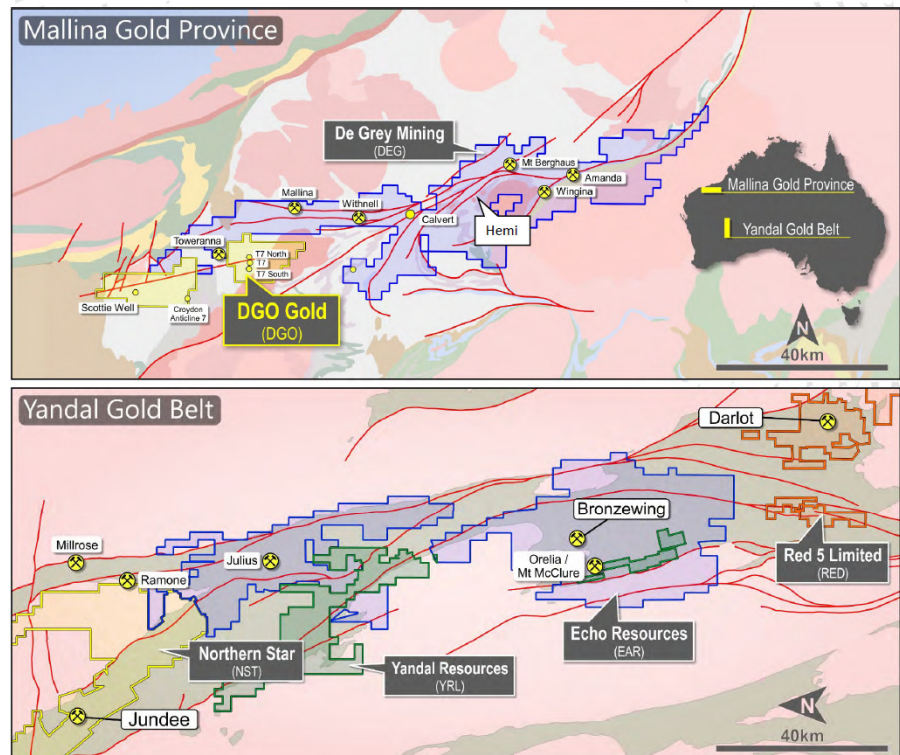 Mallina Gold Province
De Grey Mining
(DEG)
Mt Berghaus
Amanda
Wingina
Mallina
Withnell
Calvert
Hemi
Toweranna
T7 North
T7
T7 South
Scottie Well
Croydon
Anticline 7
DGO Gold
(DGO)
Mallina Gold Province
Yandal Gold Belt
N
40km
Yandal Gold Belt
Darlot
Bronzewing
Millrose
Julius
Ramone
Orelia /
Mt McClure
Red 5 Limited
(RED)
Echo Resources
(EAR)
Northern Star
(NST)
Yandal Resources
(YRL)
Jundee
N
40km